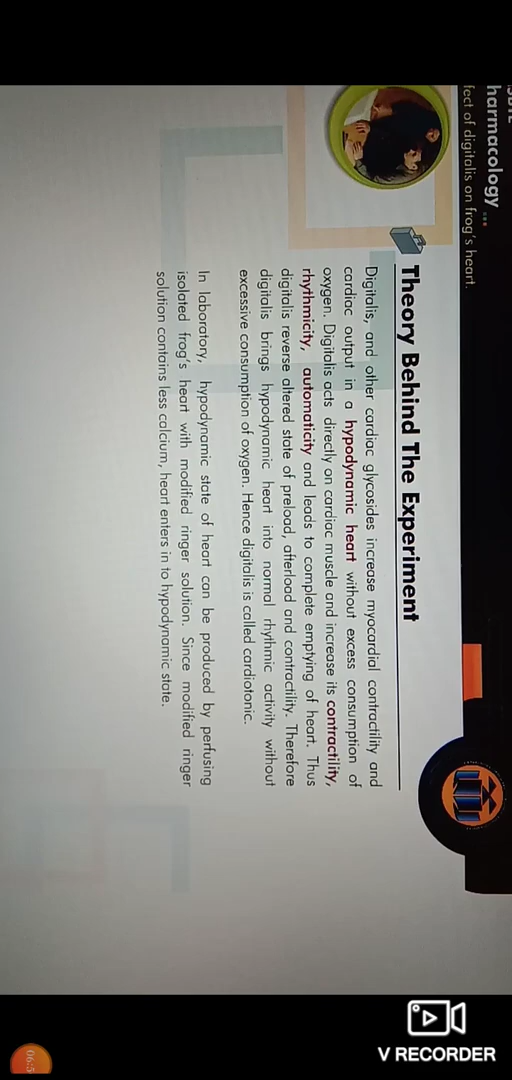 harmacology ...
fect of digitalis on frog's heart.
Theory Behind The Experiment
Digitalis, and other cardiac glycosides increase myocardial contractility and
cardiac output in a hypodynamic heart without excess consumption of
oxygen. Digitalis acts directly on cardiac muscle and increase its contractility,
rhythmicity, automaticity and leads to complete emptying of heart. Thus
digitalis reverse altered state of preload, afterload and contractility. Therefore
digitalis brings hypodynamic heart into normal rhythmic activity without
excessive consumption of oxygen. Hence digitalis is called cardiotonic.
In laboratory, hypodynamic state of heart can be produced by perfusing
isolated frog's heart with modified ringer solution. Since modified ringer
solution contains less calcium, heart enters in to hypodynamic state.
V RECORDER
06:5